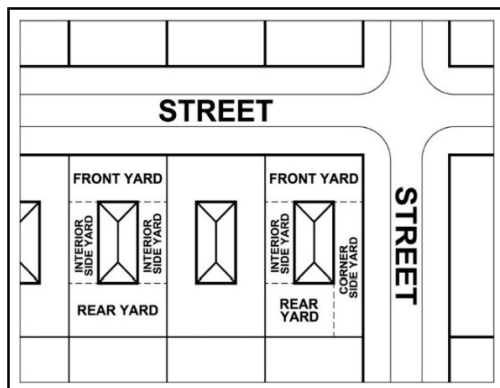 STREET
FRONT YARD
FRONT YARD
INTERIOR
SIDE YARD
INTERIOR
SIDE YARD
INTERIOR
SIDE YARD
CORNER
SIDE YARD
STREET
REAR YARD
REAR
YARD